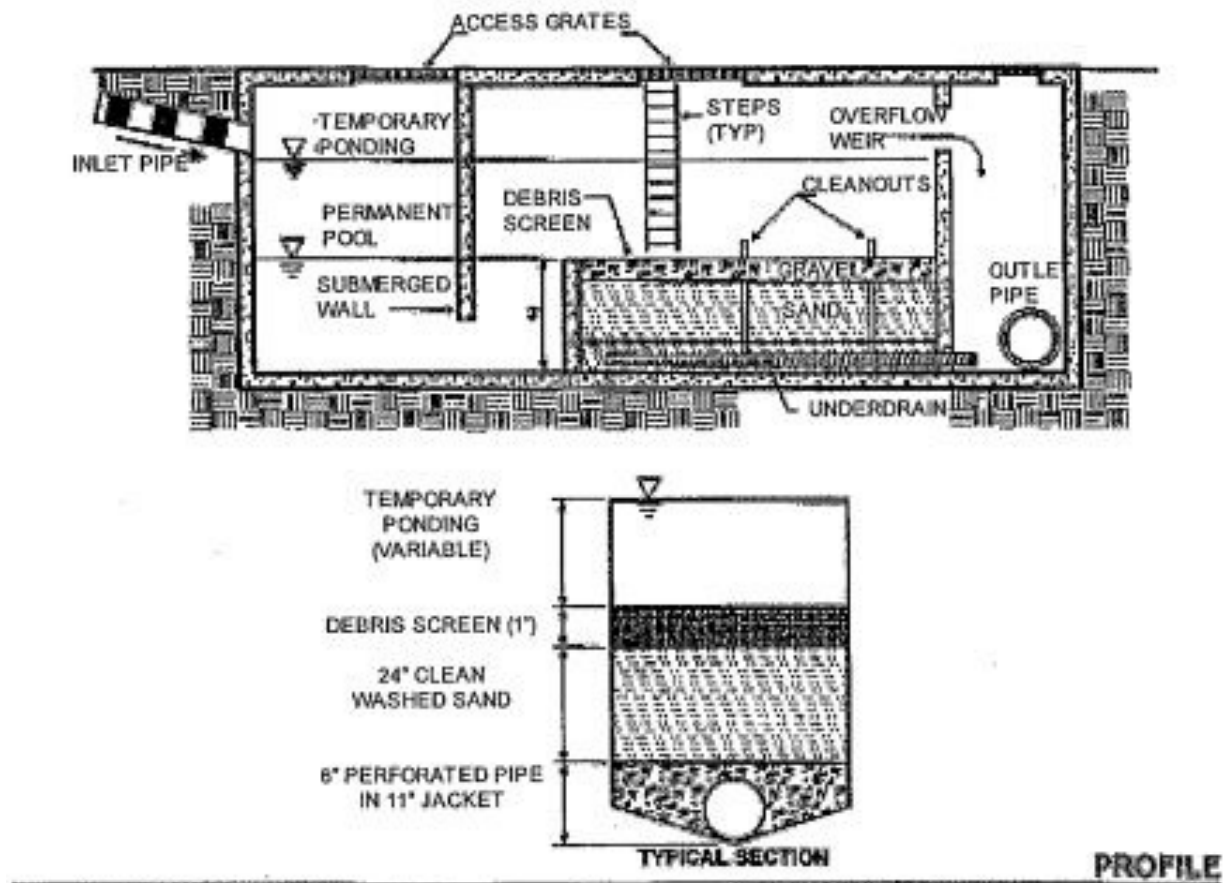 ACCESS GRATES
TEMPORARY
PONDING
STEPS
(TYP)
OVERFLOW
WEIR
INLET PIPE
CLEANOUTS
DEBRIS
SCREEN
PERMANENT
POOL
GRAVEL
OUTLET
PIPE
SUBMERGED
WALL
SAND
UNDERDRAIN
TEMPORARY
PONDING
(VARIABLE)
DEBRIS SCREEN (1")
24" CLEAN
WASHED SAND
6" PERFORATED PIPE
IN 11" JACKET
TYPICAL SECTION
PROFILE